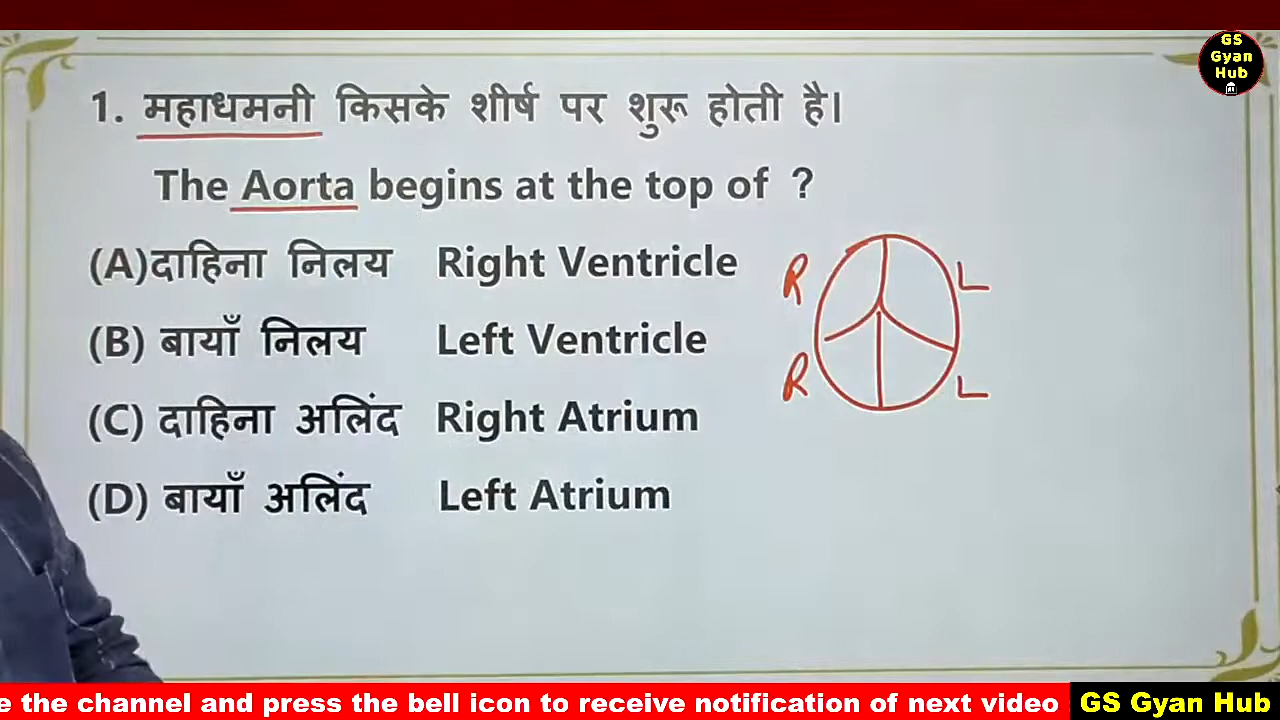 GS
Gyan
Hub
1. महाधमनी किसके शीर्ष पर शुरू होती है।
The Aorta begins at the top of ?
(A)दाहिना निलय Right Ventricle
(B) बायाँ निलय Left Ventricle
(C) दाहिना अलिंद Right Atrium
(D) बायाँ अलिंद Left Atrium
R L
R L
e the channel and press the bell icon to receive notification of next video
GS Gyan Hub